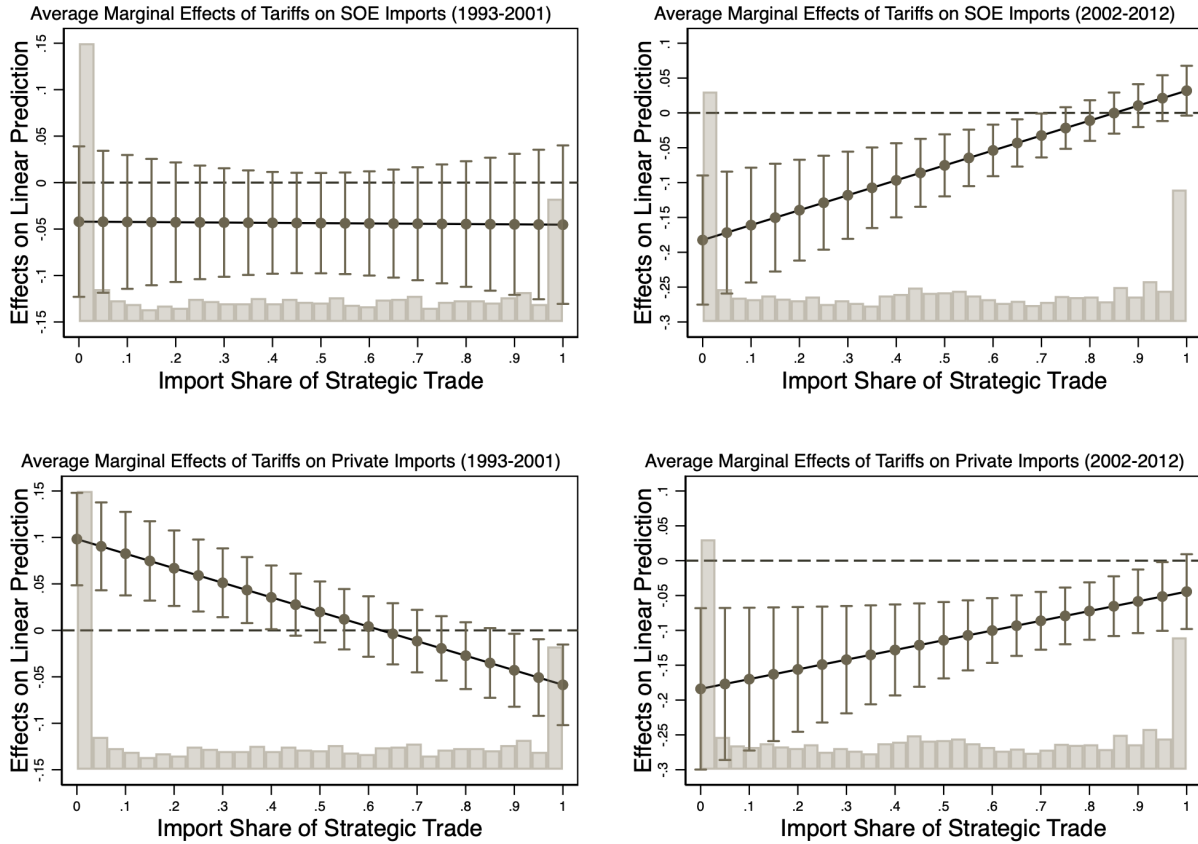 Average Marginal Effects of Tariffs on SOE Imports (1993-2001)
Effects on Linear Prediction
.15
.1
.05
0
-.05
-.1
-.15
0 .1 .2 .3 .4 .5 .6 .7 .8 .9 1
Import Share of Strategic Trade
Average Marginal Effects of Tariffs on SOE Imports (2002-2012)
Effects on Linear Prediction
.1
.05
0
-.05
-.1
-.15
-.2
-.25
-.3
0 .1 .2 .3 .4 .5 .6 .7 .8 .9 1
Import Share of Strategic Trade
Average Marginal Effects of Tariffs on Private Imports (1993-2001)
Effects on Linear Prediction
.15
.1
.05
0
-.05
-.1
-.15
0 .1 .2 .3 .4 .5 .6 .7 .8 .9 1
Import Share of Strategic Trade
Average Marginal Effects of Tariffs on Private Imports (2002-2012)
Effects on Linear Prediction
.1
.05
0
-.05
-.1
-.15
-.2
-.25
-.3
0 .1 .2 .3 .4 .5 .6 .7 .8 .9 1
Import Share of Strategic Trade